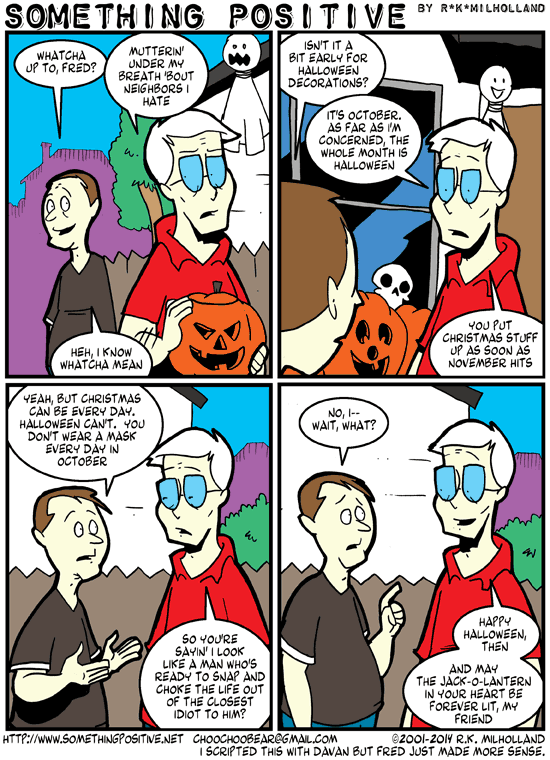 SOMETHING POSITIVE BY R*K*MILHOLLAND
WHATCHA
UP TO, FRED?
MUTTERIN'
UNDER MY
BREATH 'BOUT
NEIGHBORS I
HATE
HEH, I KNOW
WHATCHA MEAN
ISN'T IT A
BIT EARLY FOR
HALLOWEEN
DECORATIONS?
IT'S OCTOBER.
AS FAR AS I'M
CONCERNED, THE
WHOLE MONTH IS
HALLOWEEN
YOU PUT
CHRISTMAS STUFF
UP AS SOON AS
NOVEMBER HITS
YEAH, BUT CHRISTMAS
CAN BE EVERY DAY.
HALLOWEEN CAN'T. YOU
DON'T WEAR A MASK
EVERY DAY IN
OCTOBER
SO YOU'RE
SAYIN' I LOOK
LIKE A MAN WHO'S
READY TO SNAP AND
CHOKE THE LIFE OUT
OF THE CLOSEST
IDIOT TO HIM?
NO, I--
WAIT, WHAT?
HAPPY
HALLOWEEN,
THEN
AND MAY
THE JACK-O-LANTERN
IN YOUR HEART BE
FOREVER LIT, MY
FRIEND
HTTP://WWW.SOMETHINGPOSITIVE.NET CHOOCHOOBEAR@GMAIL.COM ©2001-2014 R.K. MILHOLLAND
I SCRIPTED THIS WITH DAVAN BUT FRED JUST MADE MORE SENSE.